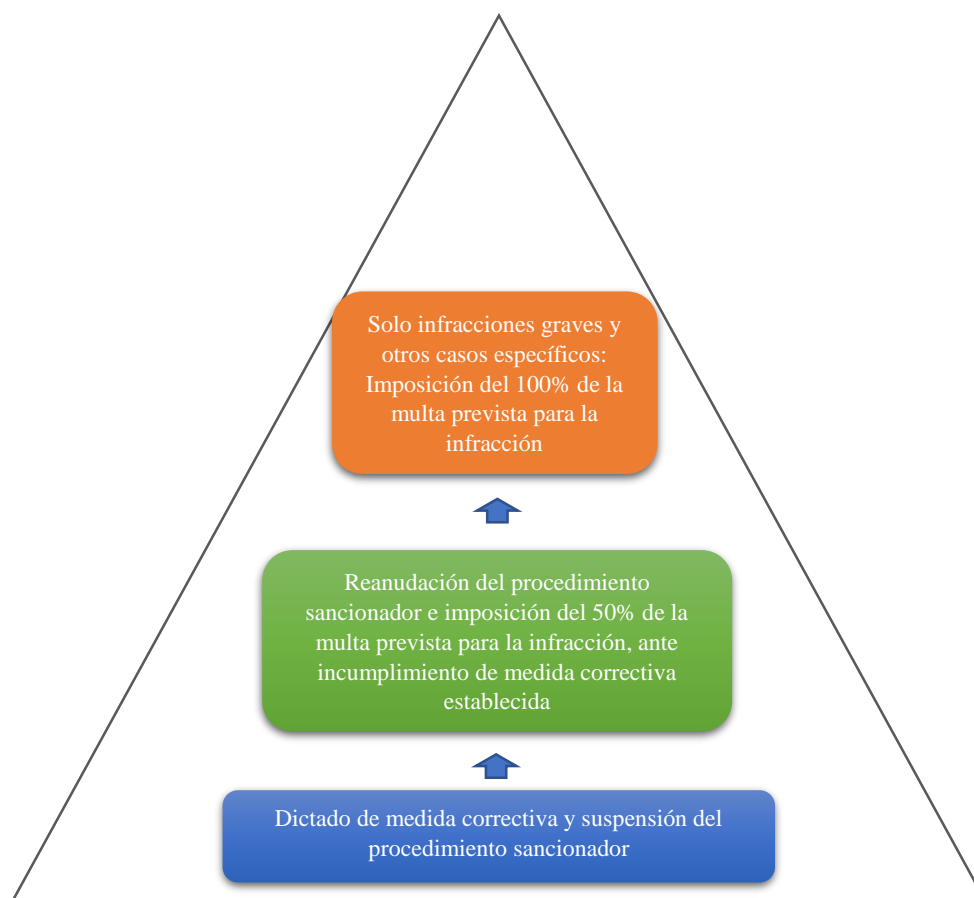 Solo infracciones graves y
otros casos específicos:
Imposición del 100% de la
multa prevista para la
infracción
Reanudación del procedimiento
sancionador e imposición del 50% de la
multa prevista para la infracción, ante
incumplimiento de medida correctiva
establecida
Dictado de medida correctiva y suspensión del
procedimiento sancionador